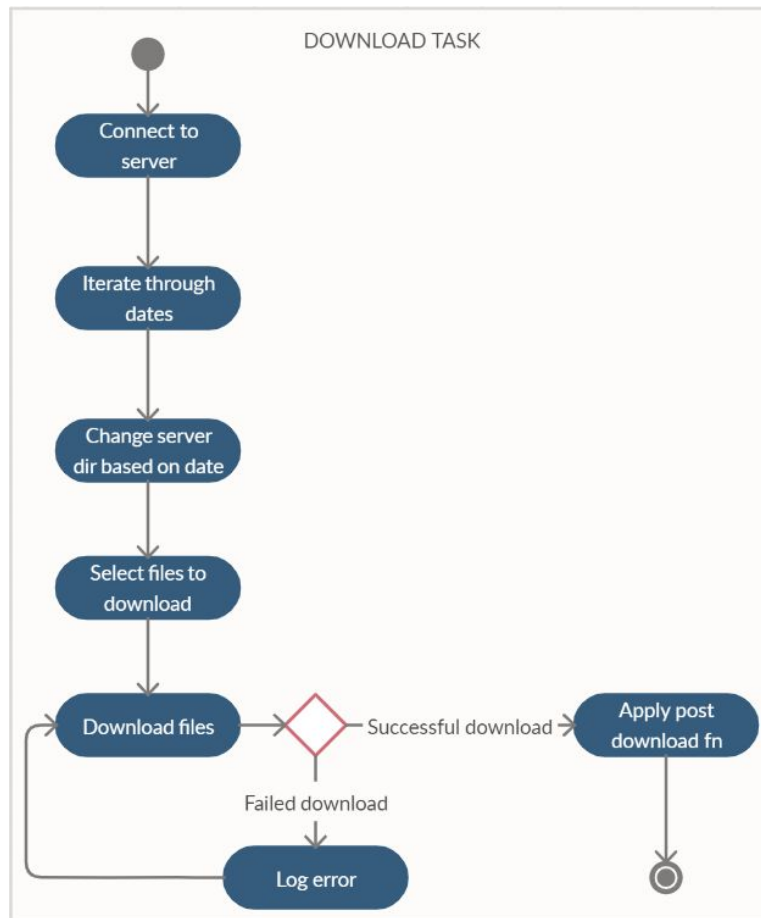 DOWNLOAD TASK
Connect to
server
Iterate through
dates
Change server
dir based on date
Select files to
download
Download files
Successful download
Apply post
download fn
Failed download
Log error